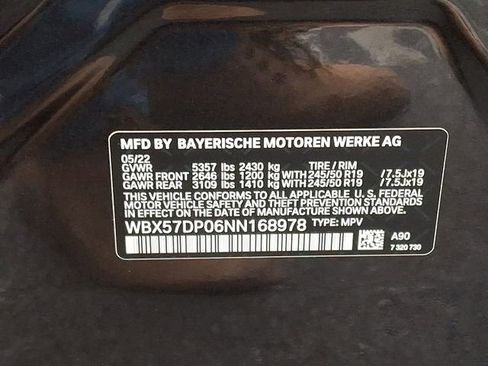 MFD BY BAYERISCHE MOTOREN WERKE AG
05/22
GVWR 5357 lbs 2430 kg TIRE / RIM
GAWR FRONT 2646 lbs 1200 kg WITH 245/50 R19 /7.5Jx19
GAWR REAR 3109 lbs 1410 kg WITH 245/50 R19 /7.5Jx19
THIS VEHICLE CONFORMS TO ALL APPLICABLE U. S. FEDERAL
MOTOR VEHICLE SAFETY AND THEFT PREVENTION STANDARDS
IN EFFECT ON THE DATE OF MANUFACTURE SHOWN ABOVE.
WBX57DP06NN168978 TYPE: MPV
A90
7 320 730